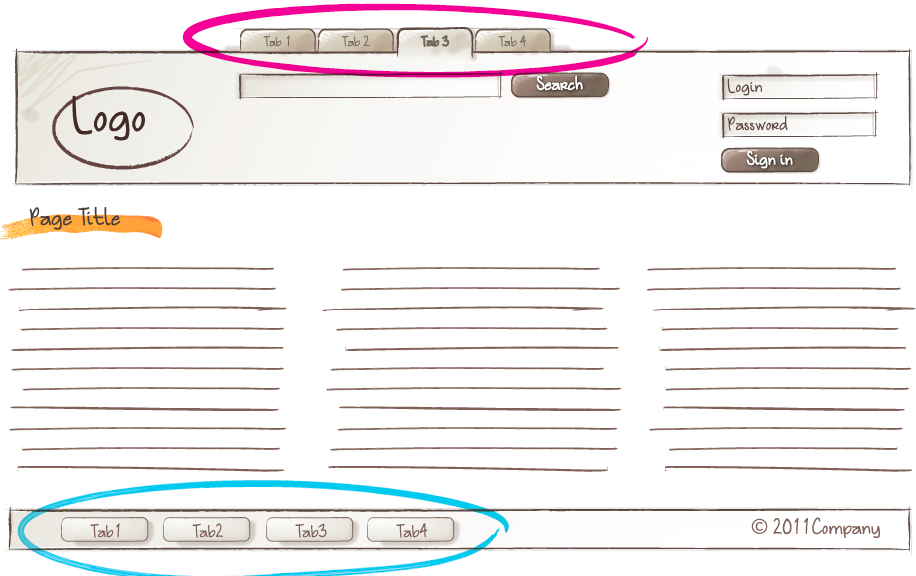 Tab 1 Tab 2 Tab 3 Tab 4
Search
Logo
Login
Password
Sign in
Page Title
Tab1 Tab2 Tab3 Tab4
© 2011Company